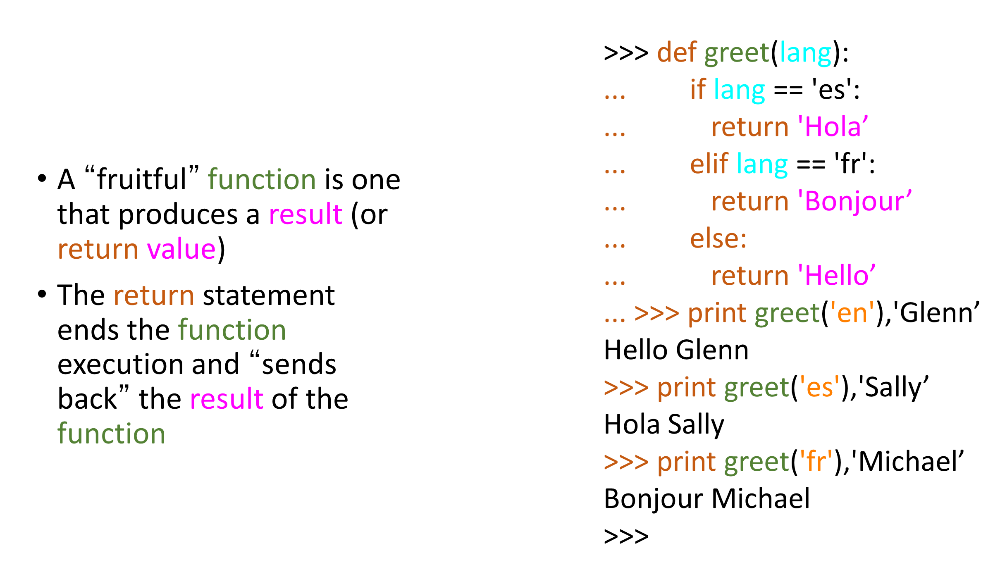 • A “fruitful” function is one
that produces a result (or
return value)
• The return statement
ends the function
execution and “sends
back” the result of the
function
>>> def greet(lang):
...        if lang == 'es':
...           return 'Hola’
...        elif lang == 'fr':
...           return 'Bonjour’
...        else:
...           return 'Hello’
... >>> print greet('en'),'Glenn’
Hello Glenn
>>> print greet('es'),'Sally’
Hola Sally
>>> print greet('fr'),'Michael’
Bonjour Michael
>>>